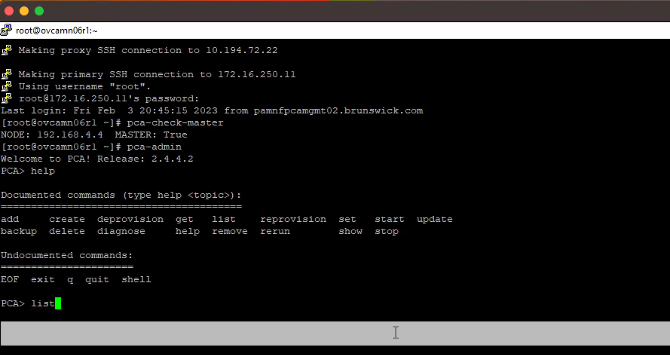 root@ovcamn06r1:~
Making proxy SSH connection to 10.194.72.22
Making primary SSH connection to 172.16.250.11
Using username "root".
root@172.16.250.11's password:
Last login: Fri Feb  3 20:45:15 2023 from pamnfpcamgmt02.brunswick.com
[root@ovcamn06r1 ~]# pca-check-master
NODE: 192.168.4.4  MASTER: True
[root@ovcamn06r1 ~]# pca-admin
Welcome to PCA! Release: 2.4.4.2
PCA> help
Documented commands (type help <topic>):
========================================
add     create  deprovision  get   list    reprovision  set   start  update
backup  delete  diagnose     help  remove  rerun        show  stop
Undocumented commands:
======================
EOF  exit  q  quit  shell
PCA> list